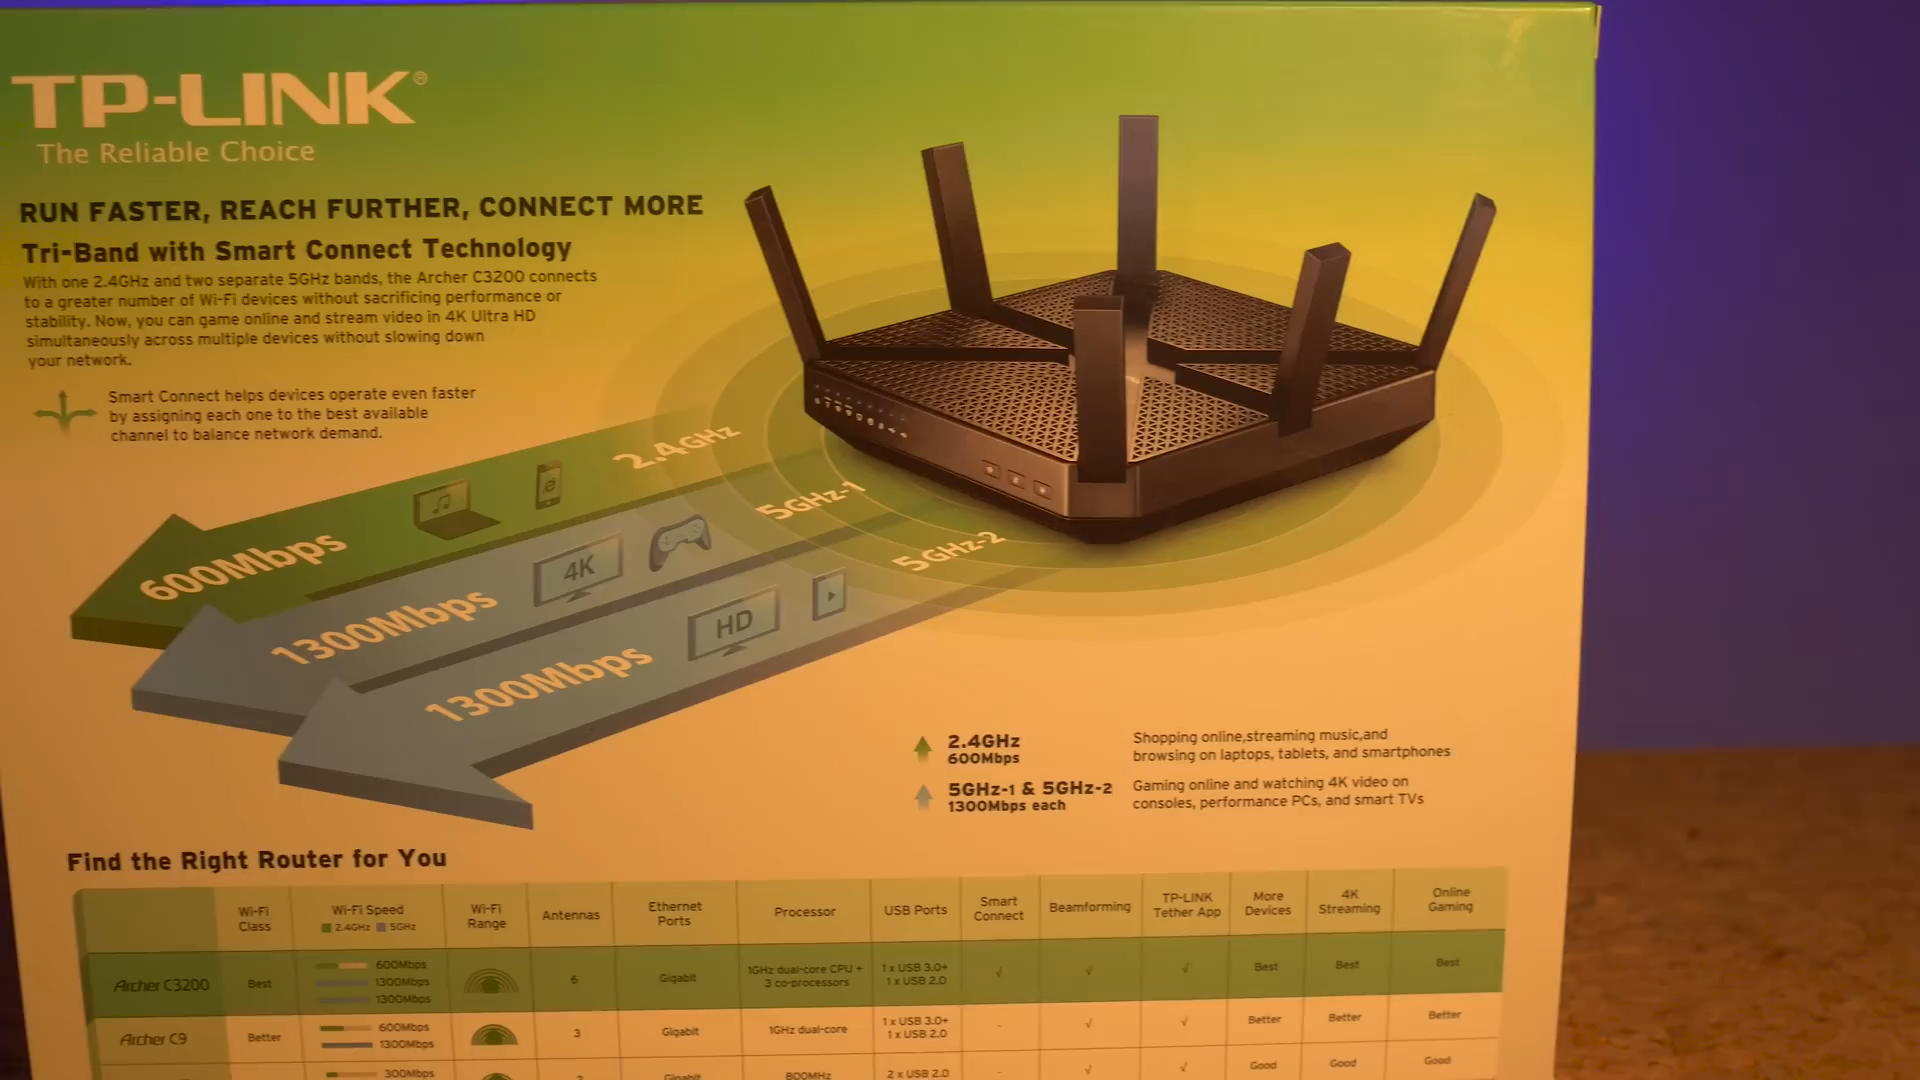 TP-LINK®
The Reliable Choice
RUN FASTER, REACH FURTHER, CONNECT MORE
Tri-Band with Smart Connect Technology
With one 2.4GHz and two separate 5GHz bands, the Archer C3200 connects
to a greater number of Wi-Fi devices without sacrificing performance or
stability. Now, you can game online and stream video in 4K Ultra HD
simultaneously across multiple devices without slowing down
your network.
Smart Connect helps devices operate even faster
by assigning each one to the best available
channel to balance network demand.
2.4GHz
600Mbps
5GHz-1
4K
1300Mbps
5GHz-2
HD
1300Mbps
2.4GHz
600Mbps
Shopping online,streaming music,and
browsing on laptops, tablets, and smartphones
5GHz-1 & 5GHz-2
1300Mbps each
Gaming online and watching 4K video on
consoles, performance PCs, and smart TVs
Find the Right Router for You
Wi-Fi Class
Wi-Fi Speed
2.4GHz 5GHz
Wi-Fi Range
Antennas
Ethernet Ports
Processor
USB Ports
Smart Connect
Beamforming
TP-LINK Tether App
More Devices
4K Streaming
Online Gaming
Archer C3200
Best
600Mbps
1300Mbps
1300Mbps
6
Gigabit
1GHz dual-core CPU +
3 co-processors
1 x USB 3.0+
1 x USB 2.0
√ √ √
Best Best Best
Archer C9
Better
600Mbps
1300Mbps
3
Gigabit
1GHz dual-core
1 x USB 3.0+
1 x USB 2.0
- √ √
Better Better Better
300Mbps
Gigabit
800MHz
2 x USB 2.0
- √ √
Good Good Good